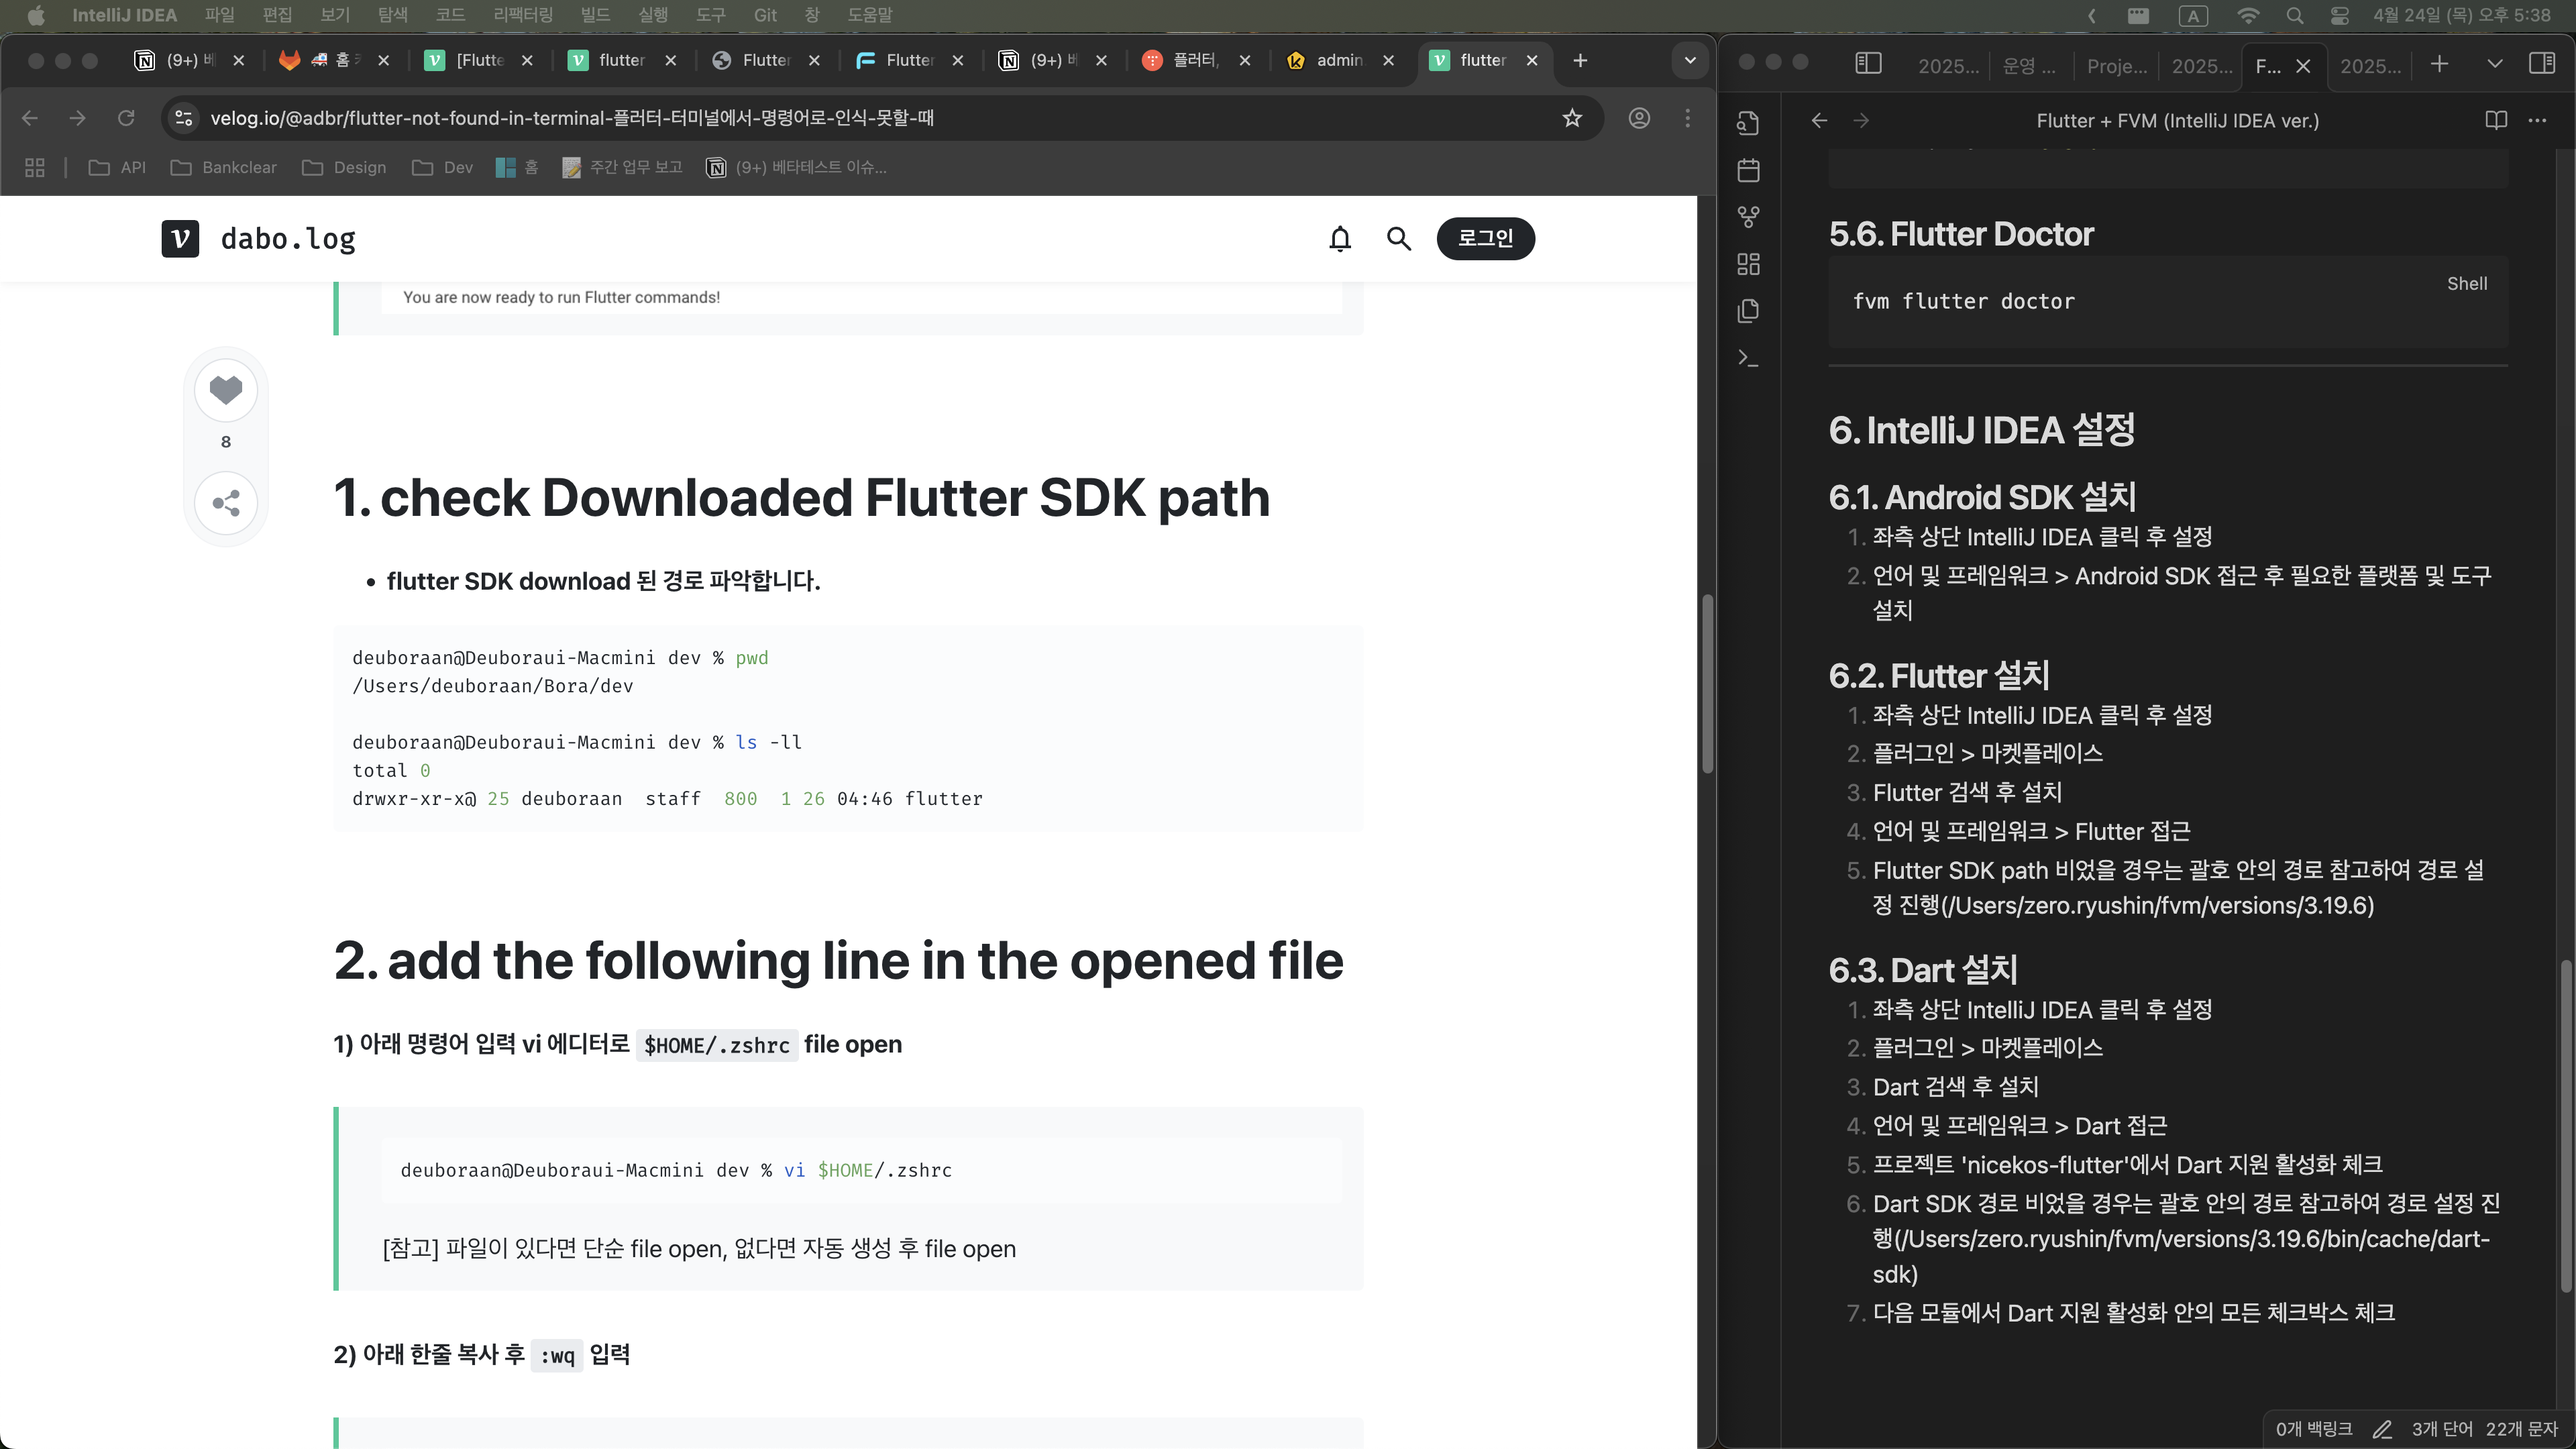 IntelliJ IDEA 파일 편집 보기 탐색 코드 리팩터링 빌드 실행 도구 Git 창 도움말
A 4월 24일 (목) 오후 5:38
(9+) 베 홈 [Flutte flutter Flutter Flutter (9+) 베 플러터, admin. flutter
velog.io/@adbr/flutter-not-found-in-terminal-플러터-터미널에서-명령어로-인식-못할-때
API Bankclear Design Dev 홈 주간 업무 보고 (9+) 베타테스트 이슈...
dabo.log
로그인
You are now ready to run Flutter commands!
8
1. check Downloaded Flutter SDK path
• flutter SDK download 된 경로 파악합니다.
deuboraan@Deuboraui-Macmini dev % pwd
/Users/deuboraan/Bora/dev
deuboraan@Deuboraui-Macmini dev % ls -ll
total 0
drwxr-xr-x@ 25 deuboraan staff 800 1 26 04:46 flutter
2. add the following line in the opened file
1) 아래 명령어 입력 vi 에디터로 $HOME/.zshrc file open
deuboraan@Deuboraui-Macmini dev % vi $HOME/.zshrc
[참고] 파일이 있다면 단순 file open, 없다면 자동 생성 후 file open
2) 아래 한줄 복사 후 :wq 입력
2025... 운영 ... Proje... 2025... F... 2025...
Flutter + FVM (IntelliJ IDEA ver.)
5.6. Flutter Doctor
Shell
fvm flutter doctor
6. IntelliJ IDEA 설정
6.1. Android SDK 설치
1. 좌측 상단 IntelliJ IDEA 클릭 후 설정
2. 언어 및 프레임워크 > Android SDK 접근 후 필요한 플랫폼 및 도구
설치
6.2. Flutter 설치
1. 좌측 상단 IntelliJ IDEA 클릭 후 설정
2. 플러그인 > 마켓플레이스
3. Flutter 검색 후 설치
4. 언어 및 프레임워크 > Flutter 접근
5. Flutter SDK path 비었을 경우는 괄호 안의 경로 참고하여 경로 설
정 진행(/Users/zero.ryushin/fvm/versions/3.19.6)
6.3. Dart 설치
1. 좌측 상단 IntelliJ IDEA 클릭 후 설정
2. 플러그인 > 마켓플레이스
3. Dart 검색 후 설치
4. 언어 및 프레임워크 > Dart 접근
5. 프로젝트 'nicekos-flutter'에서 Dart 지원 활성화 체크
6. Dart SDK 경로 비었을 경우는 괄호 안의 경로 참고하여 경로 설정 진
행(/Users/zero.ryushin/fvm/versions/3.19.6/bin/cache/dart-
sdk)
7. 다음 모듈에서 Dart 지원 활성화 안의 모든 체크박스 체크
0개 백링크 3개 단어 22개 문자